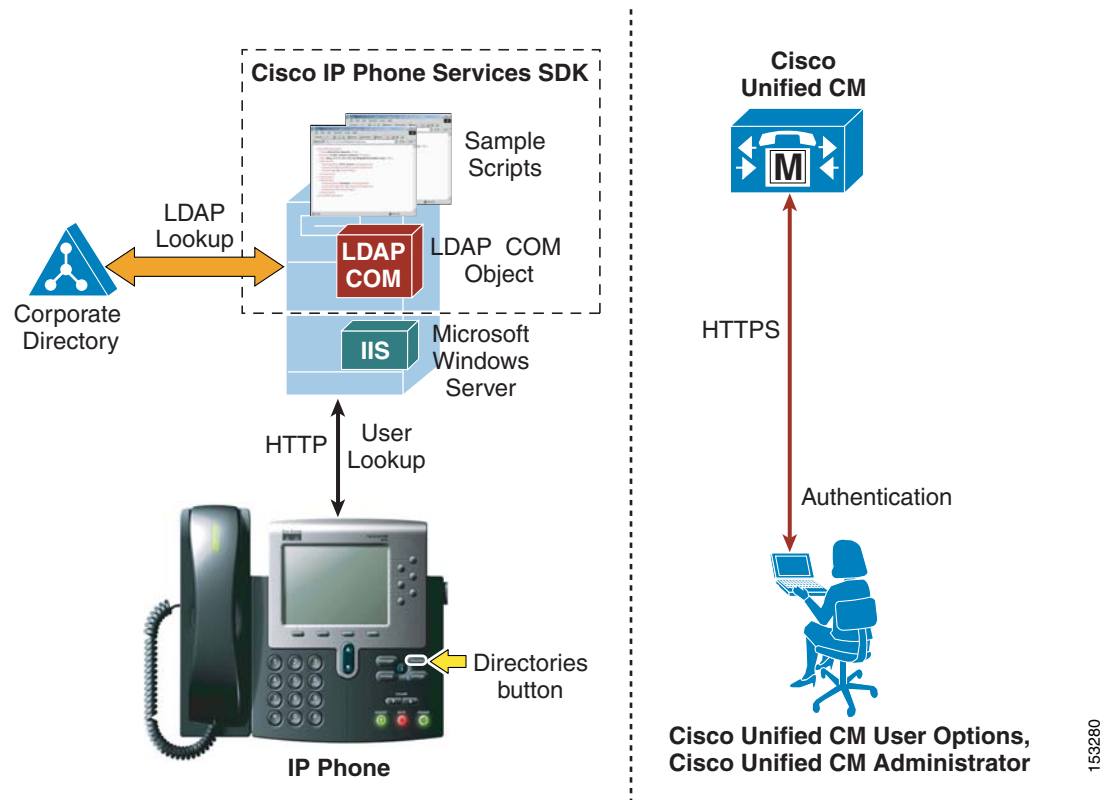 Cisco IP Phone Services SDK
Sample
Scripts
LDAP
Lookup
LDAP
COM
LDAP COM
Object
Corporate
Directory
IIS
Microsoft
Windows
Server
HTTP
User
Lookup
Directories
button
IP Phone
Cisco
Unified CM
M
HTTPS
Authentication
Cisco Unified CM User Options,
Cisco Unified CM Administrator
153280